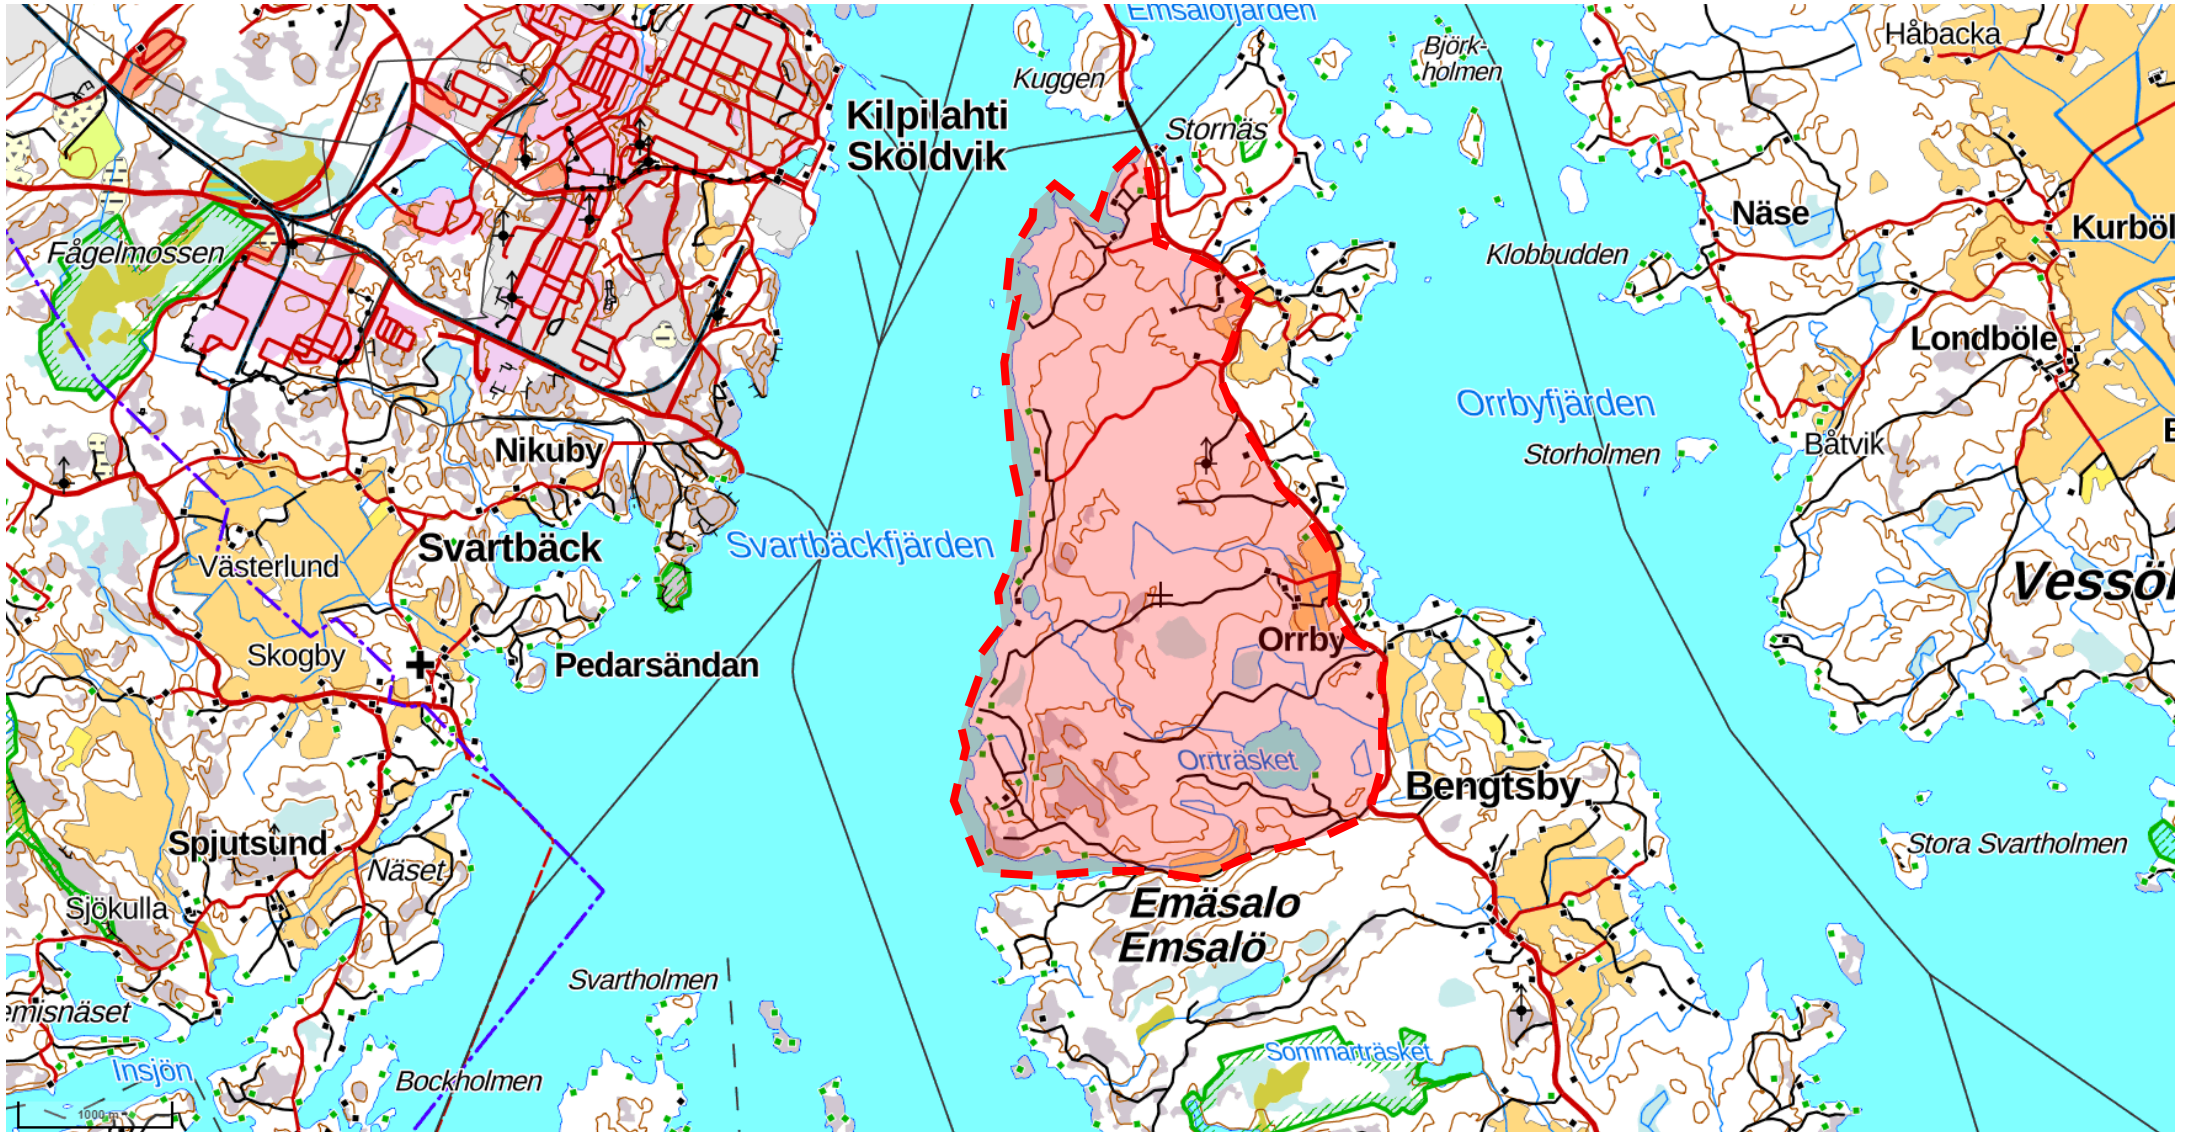 Emsalöfjärden
Kuggen
Björk-
holmen
Håbacka
Kilpilahti
Sköldvik
Stornäs
Näse
Kurböl
Fågelmossen
Klobbudden
Londböle
Orrbyfjärden
Nikuby
Storholmen
Båtvik
Svartbäck
Svartbäckfjärden
Västerlund
Vessö
Skogby
Pedarsändan
Orrby
Orrträsket
Bengtsby
Spjutsund
Näset
Stora Svartholmen
Sjökulla
Emäsalo
Emsalö
Svartholmen
emisnäset
Insjön
Bockholmen
Sommarträsket
1000 m